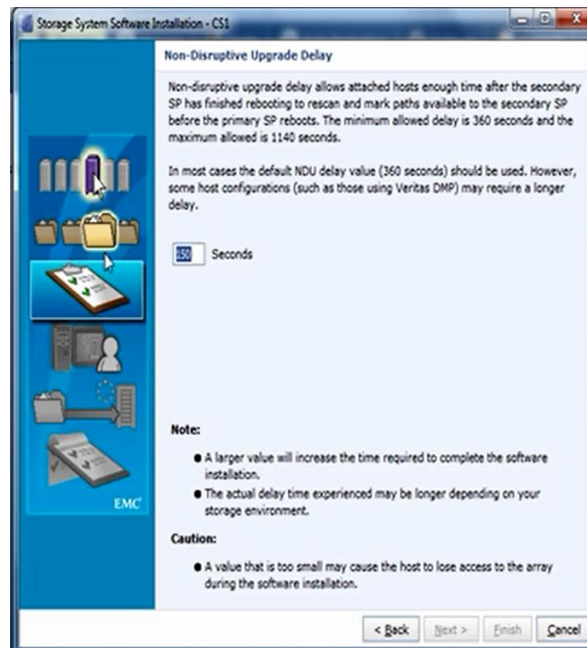 Storage System Software Installation - CS1
Non-Disruptive Upgrade Delay
Non-disruptive upgrade delay allows attached hosts enough time after the secondary
SP has finished rebooting to rescan and mark paths available to the secondary SP
before the primary SP reboots. The minimum allowed delay is 360 seconds and the
maximum allowed is 1140 seconds.
In most cases the default NDU delay value (360 seconds) should be used. However,
some host configurations (such as those using Veritas DMP) may require a longer
delay.
Seconds
Note:
● A larger value will increase the time required to complete the software
installation.
● The actual delay time experienced may be longer depending on your
storage environment.
Caution:
● A value that is too small may cause the host to lose access to the array
during the software installation.
EMC²
< Back
Next >
Finish
Cancel